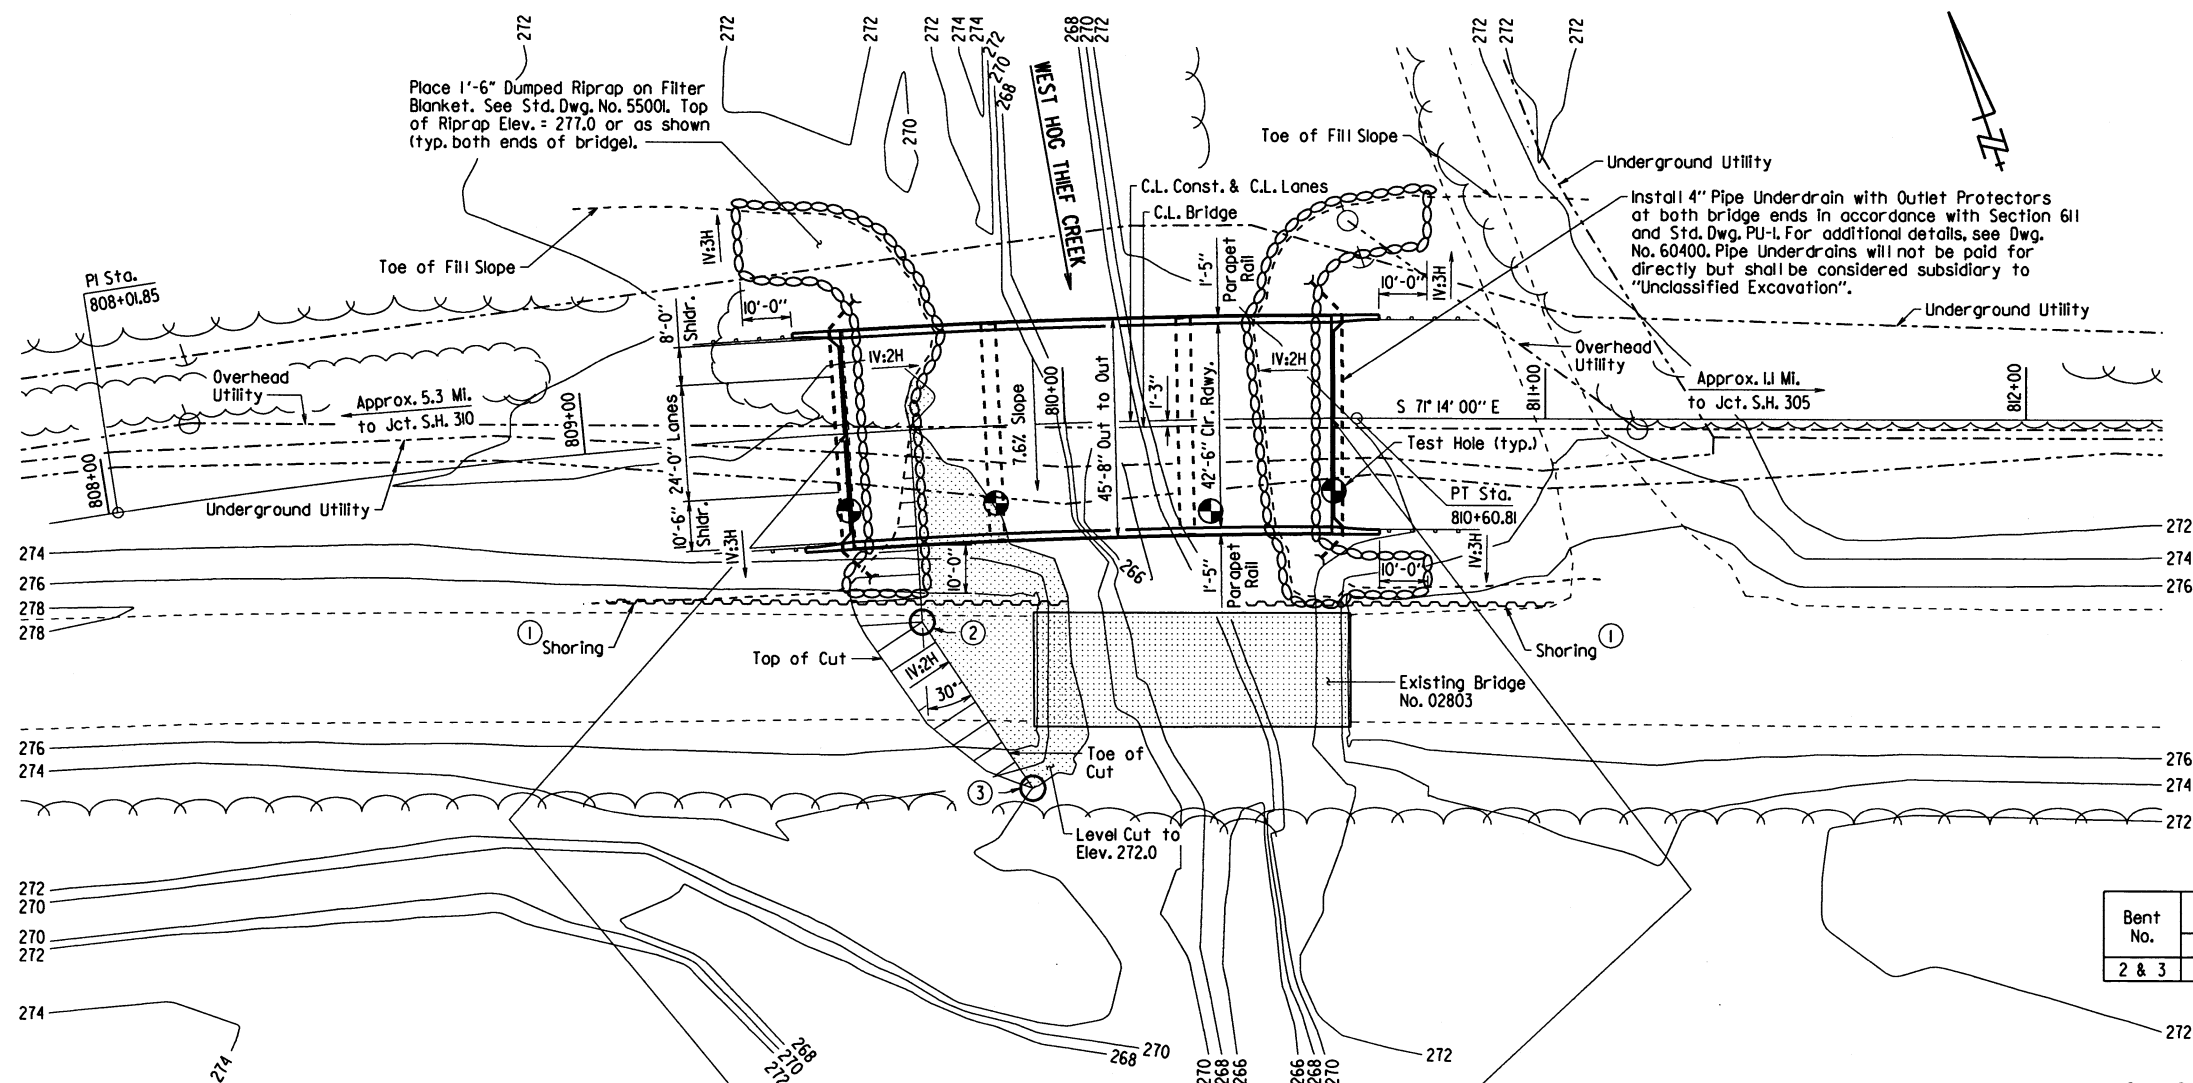 272
272
272
272
274
274
272
270
268
268
270
272
272
272
272
Place 1'-6" Dumped Riprap on Filter
Blanket. See Std. Dwg. No. 55001. Top
of Riprap Elev. = 277.0 or as shown
(typ. both ends of bridge).
270
WEST HOG THIEF CREEK
Toe of Fill Slope
Underground Utility
C.L. Const. & C.L. Lanes
C.L. Bridge
Install 4" Pipe Underdrain with Outlet Protectors
at both bridge ends in accordance with Section 611
and Std. Dwg. PU-1. For additional details, see Dwg.
No. 60400. Pipe Underdrains will not be paid for
directly but shall be considered subsidiary to
"Unclassified Excavation".
N
PI Sta.
808+01.85
Toe of Fill Slope
1V:3H
10'-0"
8'-0"
Shldr.
1'-5"
Parapet
Rail
10'-0"
1V:3H
Underground Utility
Overhead
Utility
Approx. 5.3 Mi.
to Jct. S.H. 310
809+00
808+00
Underground Utility
24'-0" Lanes
10'-6"
Shldr.
1V:3H
1V:2H
7.6% Slope
810+00
45'-8" Out to Out
1'-3"
42'-6" Clr. Rdwy.
1V:2H
Overhead
Utility
811+00
Approx. 1.1 Mi.
to Jct. S.H. 305
812+00
S 71° 14' 00" E
Test Hole (typ.)
PT Sta.
810+60.81
1V:3H
10'-0"
10'-0"
266
1'-5"
Parapet
Rail
274
276
278
278
272
274
276
1
Shoring
2
Top of Cut
1V:2H
30°
Shoring
1
Existing Bridge
No. 02803
Toe of
Cut
3
Level Cut to
Elev. 272.0
276
274
276
274
272
272
270
270
272
274
274
268
270
272
270
268
270
268
266
266
268
270
272
272
Bent
No.
2 & 3